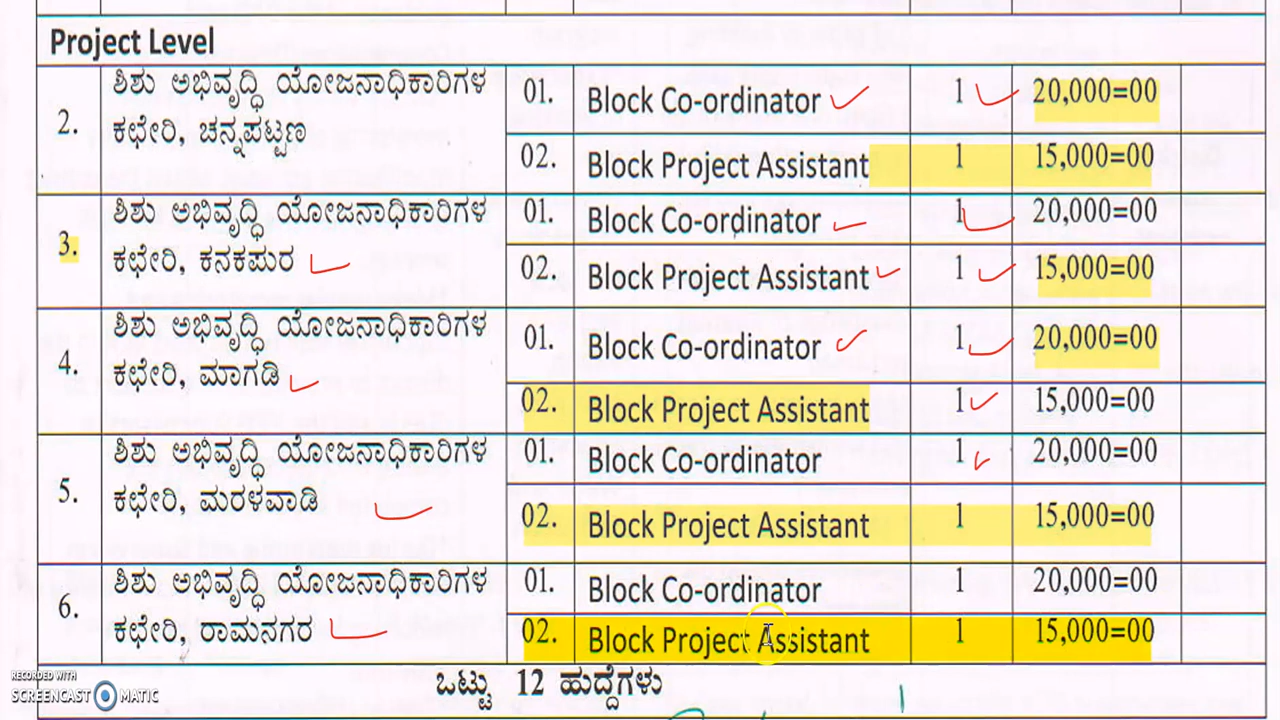 Project Level
2. ಶಿಶು ಅಭಿವೃದ್ಧಿ ಯೋಜನಾಧಿಕಾರಿಗಳ
ಕಛೇರಿ, ಚನ್ನಪಟ್ಟಣ
01. Block Co-ordinator 1 20,000=00
02. Block Project Assistant 1 15,000=00
3. ಶಿಶು ಅಭಿವೃದ್ಧಿ ಯೋಜನಾಧಿಕಾರಿಗಳ
ಕಛೇರಿ, ಕನಕಪುರ
01. Block Co-ordinator 1 20,000=00
02. Block Project Assistant 1 15,000=00
4. ಶಿಶು ಅಭಿವೃದ್ಧಿ ಯೋಜನಾಧಿಕಾರಿಗಳ
ಕಛೇರಿ, ಮಾಗಡಿ
01. Block Co-ordinator 1 20,000=00
02. Block Project Assistant 1 15,000=00
5. ಶಿಶು ಅಭಿವೃದ್ಧಿ ಯೋಜನಾಧಿಕಾರಿಗಳ
ಕಛೇರಿ, ಮರಳವಾಡಿ
01. Block Co-ordinator 1 20,000=00
02. Block Project Assistant 1 15,000=00
6. ಶಿಶು ಅಭಿವೃದ್ಧಿ ಯೋಜನಾಧಿಕಾರಿಗಳ
ಕಛೇರಿ, ರಾಮನಗರ
01. Block Co-ordinator 1 20,000=00
02. Block Project Assistant 1 15,000=00
ಒಟ್ಟು 12 ಹುದ್ದೆಗಳು
RECORDED WITH
SCREENCAST MATIC